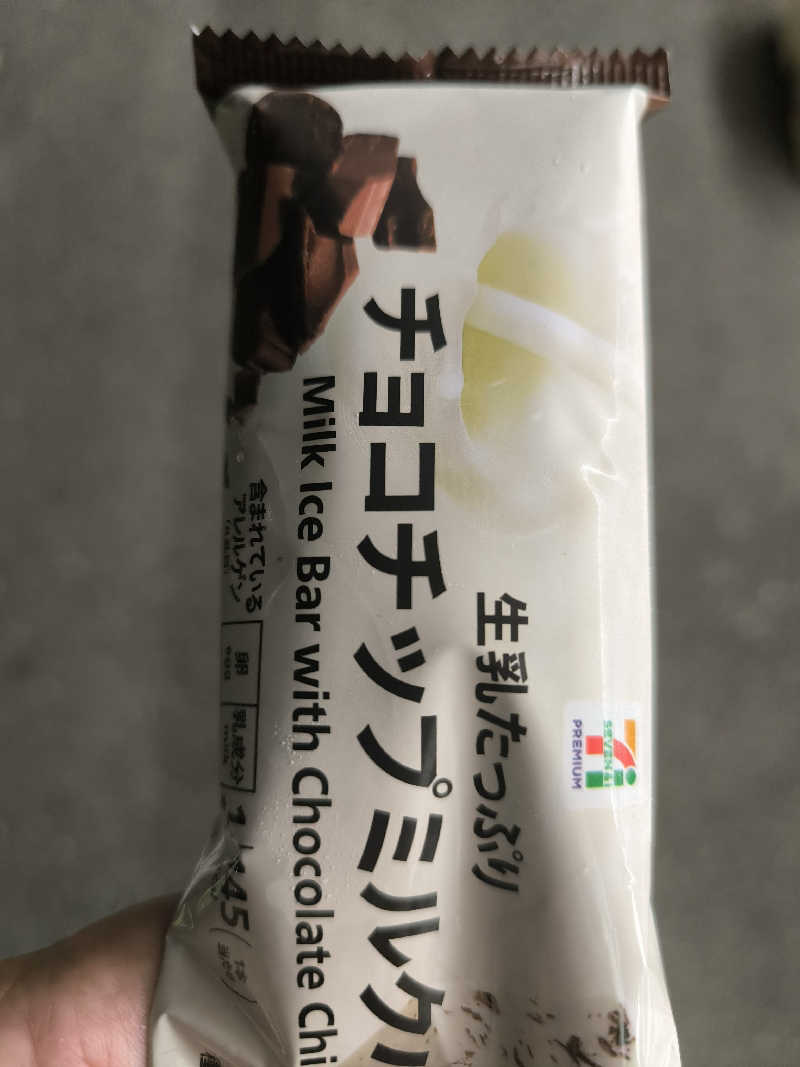 SEVEN&i
PREMIUM
生乳たっぷり
チョコチップミルク
Milk Ice Bar with Chocolate Chi
含まれている
アレルゲン
卵
egg
乳成分
milk